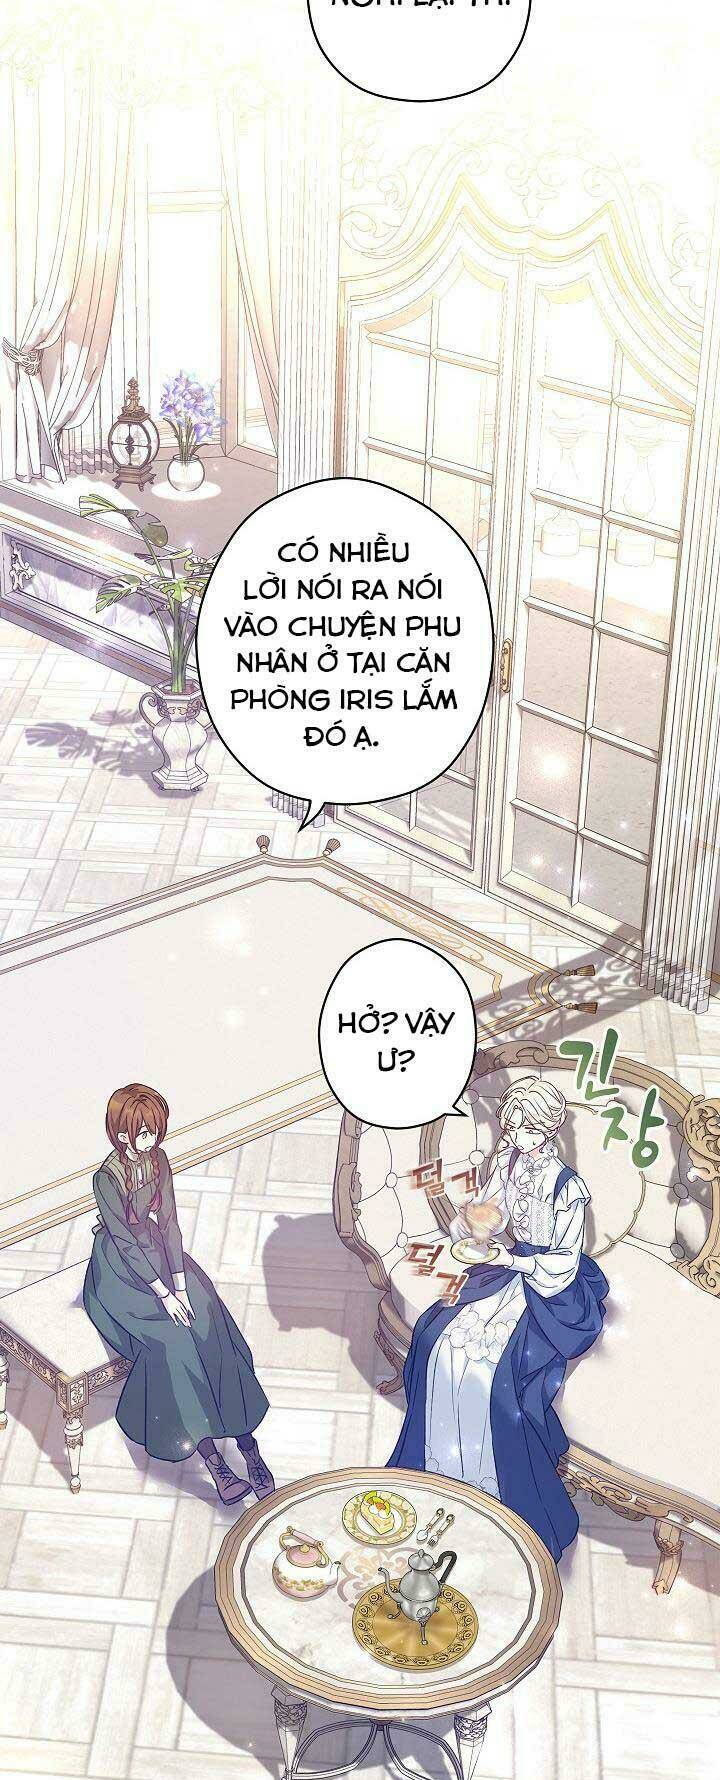 CÓ NHIỀU
LỜI NÓI RA NÓI
VÀO CHUYỆN PHU
NHÂN Ở TẠI CĂN
PHÒNG IRIS LẮM
ĐÓ Ạ.
HỞ? VẬY
Ư?
긴장
덜걱
덜걱